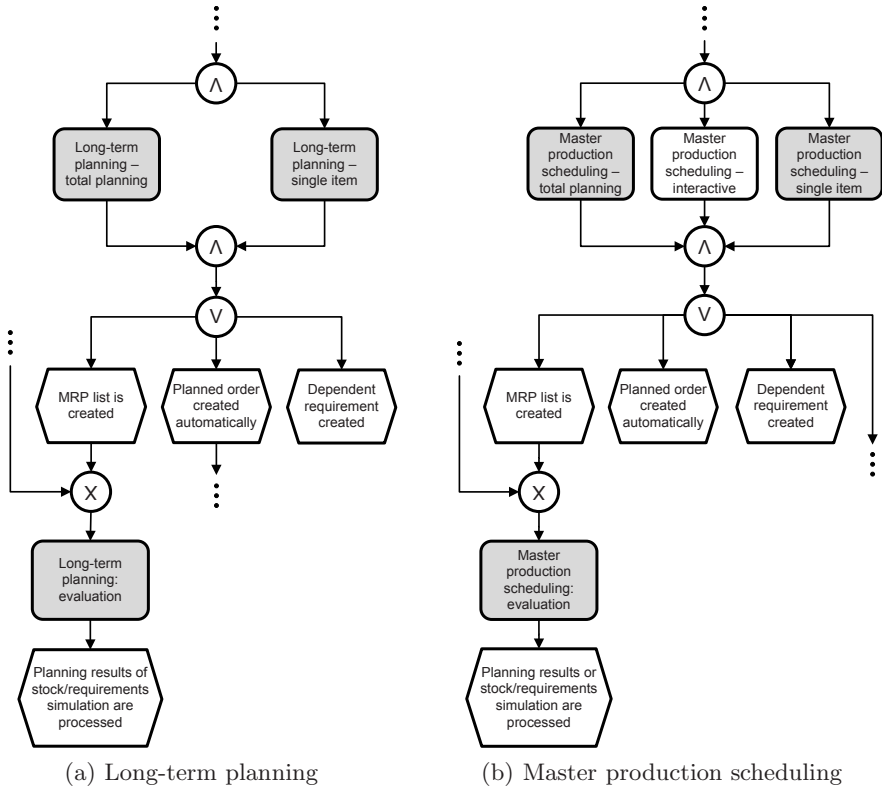 Λ
Long-term
planning –
total planning
Long-term
planning –
single item
Λ
V
MRP list is
created
Planned order
created
automatically
Dependent
requirement
created
X
Long-term
planning:
evaluation
Planning results of
stock/requirements
simulation are
processed
(a) Long-term planning
Λ
Master
production
scheduling –
total planning
Master
production
scheduling –
interactive
Master
production
scheduling –
single item
Λ
V
MRP list is
created
Planned order
created
automatically
Dependent
requirement
created
X
Master
production
scheduling:
evaluation
Planning results or
stock/requirements
simulation are
processed
(b) Master production scheduling